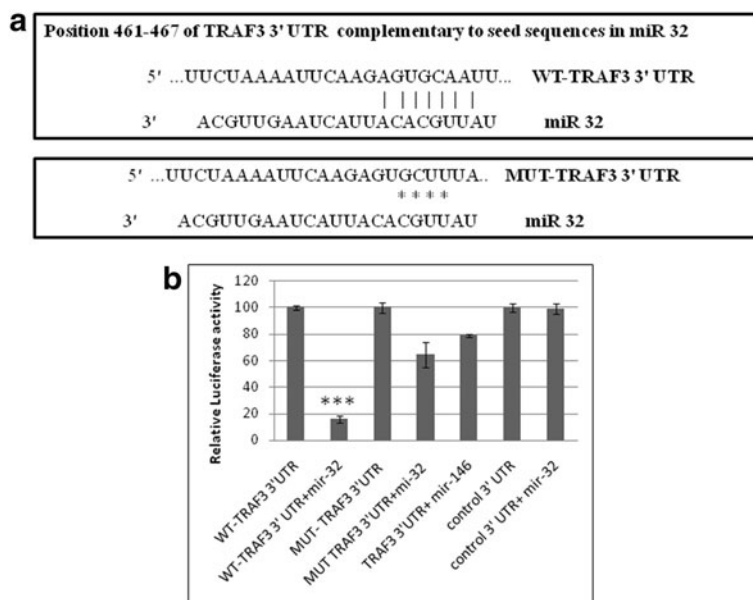 a
Position 461-467 of TRAF3 3' UTR complementary to seed sequences in miR 32
5' ...UUCUAAAAUUCAAGAGUGCAAUU... WT-TRAF3 3' UTR
| | | | | | |
3' ACGUUGAAUCAUUACACGUUAU miR 32
5' ...UUCUAAAAUUCAAGAGUGCUUUA.. MUT-TRAF3 3' UTR
* * * *
3' ACGUUGAAUCAUUACACGUUAU miR 32
b
Relative Luciferase activity
120
100
80
60
40
20
0
***
WT-TRAF3 3'UTR
WT-TRAF3 3' UTR+mir-32
MUT- TRAF3 3'UTR
MUT TRAF3 3'UTR+mi-32
TRAF3 3'UTR+ mir-146
control 3' UTR
control 3' UTR+ mir-32